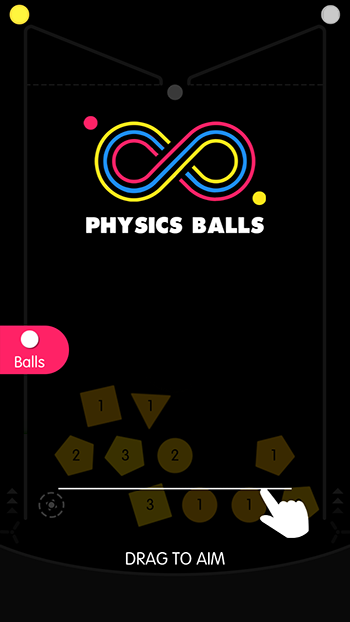 PHYSICS BALLS
Balls
1 1
2 3 2 1
3 1 1
DRAG TO AIM